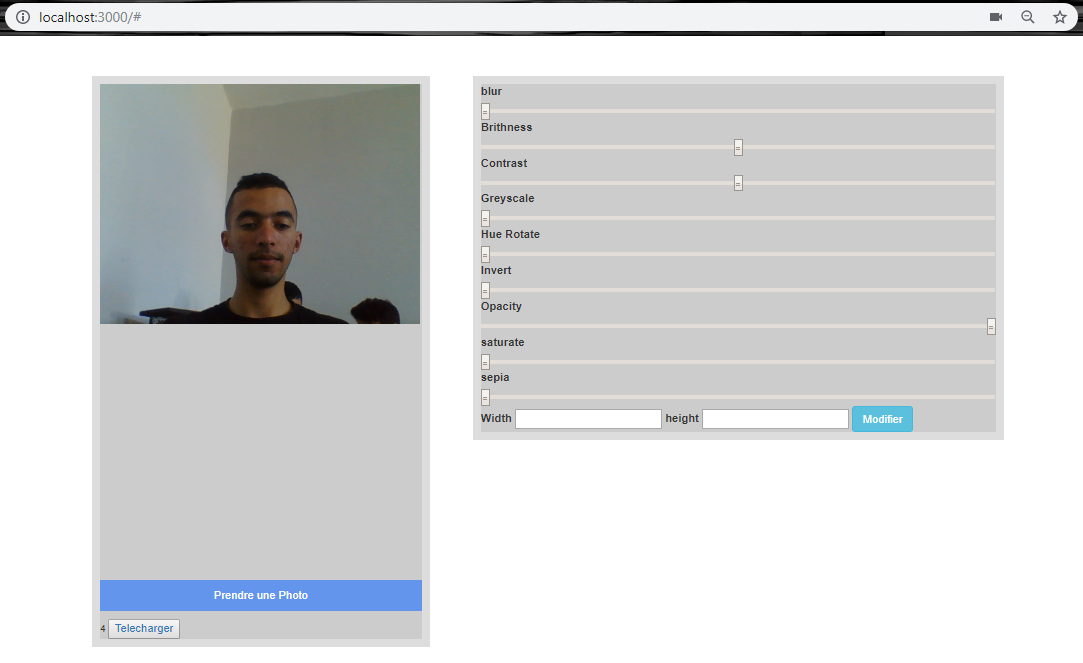 localhost:3000/#
blur
Brithness
Contrast
Greyscale
Hue Rotate
Invert
Opacity
saturate
sepia
Width height Modifier
Prendre une Photo
4 Telecharger